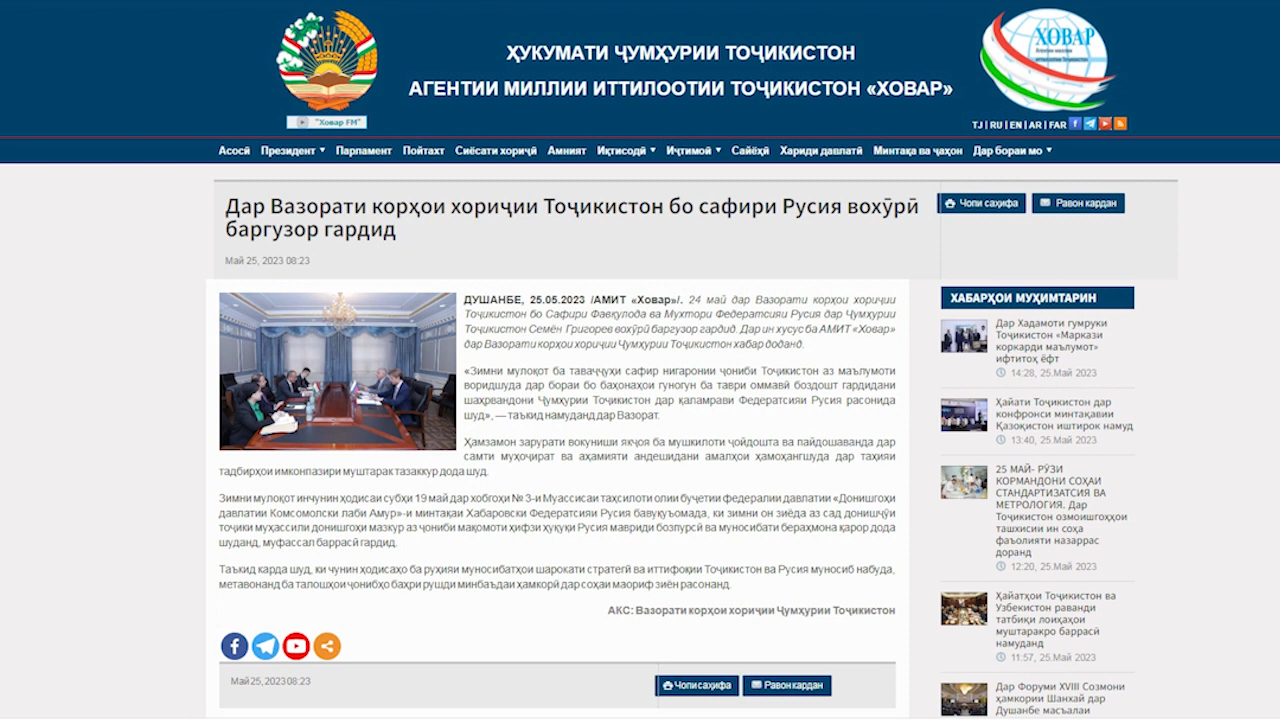 ҲУКУМАТИ ҶУМҲУРИИ ТОҶИКИСТОН
АГЕНТИИ МИЛЛИИ ИТТИЛООТИИ ТОҶИКИСТОН «ХОВАР»
ХОВАР
"Ховар FM"
TJ | RU | EN | AR | FAR
Асосӣ Президент Парламент Пойтахт Сиёсати хориҷӣ Амният Иқтисодӣ Иҷтимоӣ Сайёҳӣ Хариди давлатӣ Минтақа ва ҷаҳон Дар бораи мо
Дар Вазорати корҳои хориҷии Тоҷикистон бо сафири Русия вохӯрӣ
баргузор гардид
Май 25, 2023 08:23
Чопи саҳифа Равон кардан
ДУШАНБЕ, 25.05.2023 /АМИТ «Ховар»/. 24 май дар Вазорати корҳои хориҷии
Тоҷикистон бо Сафири Фавқулода ва Мухтори Федератсияи Русия дар Ҷумҳурии
Тоҷикистон Семён Григорев вохӯрӣ баргузор гардид. Дар ин хусус ба АМИТ «Ховар»
дар Вазорати корҳои хориҷии Ҷумҳурии Тоҷикистон хабар доданд.
«Зимни мулоқот ба таваҷҷуҳи сафир нигаронии ҷониби Тоҷикистон аз маълумоти
воридшуда дар бораи бо баҳонаҳои гуногун ба таври оммавӣ боздошт гардидани
шаҳрвандони Ҷумҳурии Тоҷикистон дар қаламрави Федератсияи Русия расонида
шуд», — таъкид намуданд дар Вазорат.
Ҳамзамон зарурати вокуниши якҷоя ба мушкилоти ҷойдошта ва пайдошаванда дар
самти муҳоҷират ва аҳамияти андешидани амалҳои ҳамоҳангшуда дар таҳияи
тадбирҳои имконпазири муштарак тазаккур дода шуд.
Зимни мулоқот инчунин ҳодисаи субҳи 19 май дар хобгоҳи № 3-и Муассисаи таҳсилоти олии буҷетии федералии давлатии «Донишгоҳи
давлатии Комсомолски лаби Амур»-и минтақаи Хабаровски Федератсияи Русия бавуқуъомада, ки зимни он зиёда аз сад донишҷӯи
тоҷики муҳассили донишгоҳи мазкур аз ҷониби мақомоти ҳифзи ҳуқуқи Русия мавриди бозпурсӣ ва муносибати бераҳмона қарор дода
шуданд, муфассал баррасӣ гардид.
Таъкид карда шуд, ки чунин ҳодисаҳо ба руҳияи муносибатҳои шарокати стратегӣ ва иттифоқии Тоҷикистон ва Русия муносиб набуда,
метавонанд ба талошҳои ҷонибҳо баҳри рушди минбаъдаи ҳамкорӣ дар соҳаи маориф зиён расонанд.
АКС: Вазорати корҳои хориҷии Ҷумҳурии Тоҷикистон
Май 25, 2023 08:23
Чопи саҳифа Равон кардан
ХАБАРҲОИ МУҲИМТАРИН
Дар Хадамоти гумруки
Тоҷикистон «Маркази
коркарди маълумот»
ифтитоҳ ёфт
14:28, 25.Май 2023
Ҳайати Тоҷикистон дар
конфронси минтақавии
Қазоқистон иштирок намуд
13:40, 25.Май 2023
25 МАЙ- РӮЗИ
КОРМАНДОНИ СОҲАИ
СТАНДАРТИЗАТСИЯ ВА
МЕТРОЛОГИЯ. Дар
Тоҷикистон озмоишгоҳҳои
ташхисии ин соҳа
фаъолияти назаррас
доранд
12:20, 25.Май 2023
Ҳайатҳои Тоҷикистон ва
Узбекистон раванди
татбиқи лоиҳаҳои
муштаракро баррасӣ
намуданд
11:57, 25.Май 2023
Дар Форуми XVIII Созмони
ҳамкории Шанхай дар
Душанбе масъалаи